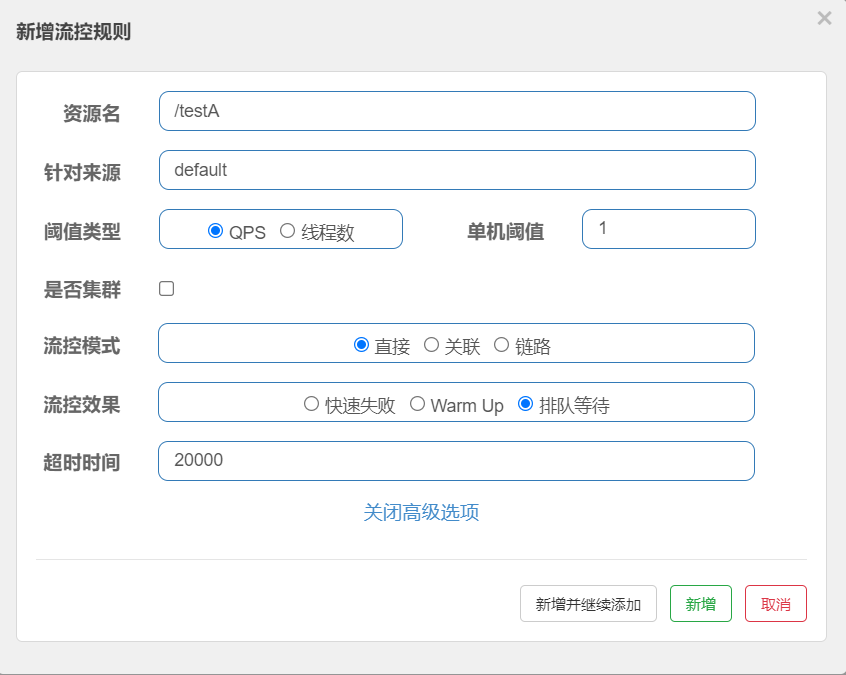 新增流控规则
资源名 /testA
针对来源 default
阈值类型 QPS 线程数 单机阈值 1
是否集群
流控模式 直接 关联 链路
流控效果 快速失败 Warm Up 排队等待
超时时间 20000
关闭高级选项
新增并继续添加 新增 取消